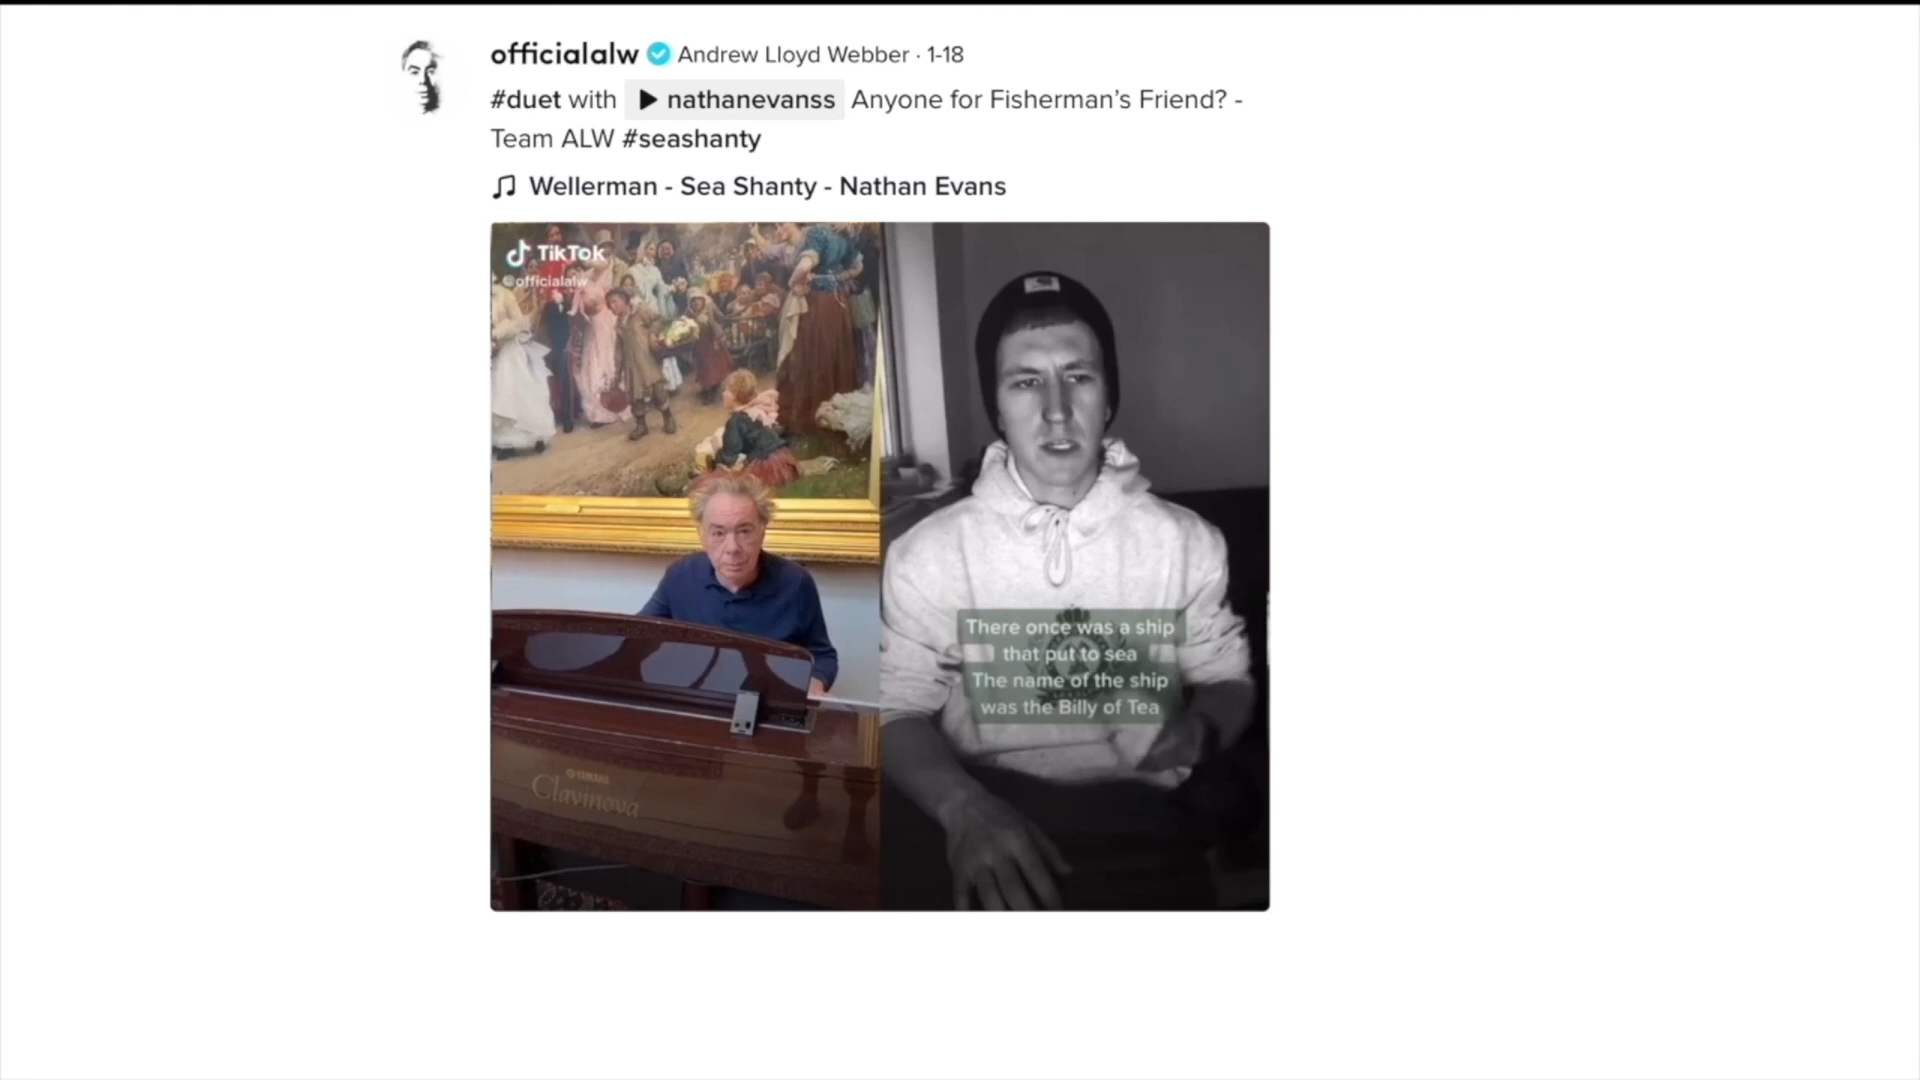 officialalw Andrew Lloyd Webber · 1-18
#duet with ▶ nathanevanss Anyone for Fisherman’s Friend? -
Team ALW #seashanty
Wellerman - Sea Shanty - Nathan Evans
TikTok
@officialalw
There once was a ship
that put to sea
The name of the ship
was the Billy of Tea
YAMAHA
Clavinova